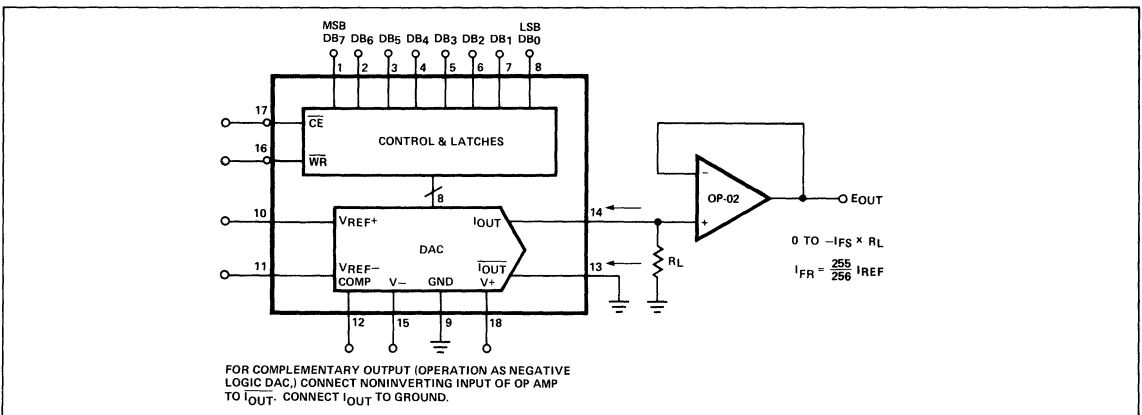 MSB LSB
DB7 DB6 DB5 DB4 DB3 DB2 DB1 DB0
1 2 3 4 5 6 7 8
17
CE
CONTROL & LATCHES
16
WR
8
10
VREF+
IOUT
14
DAC
11
VREF-
IOUT
13
COMP V- GND V+
12 15 9 18
-
OP-02
+
EOUT
RL
0 TO -IFS × RL
IFR = 255/256 IREF
FOR COMPLEMENTARY OUTPUT (OPERATION AS NEGATIVE
LOGIC DAC,) CONNECT NONINVERTING INPUT OF OP AMP
TO IOUT. CONNECT IOUT TO GROUND.